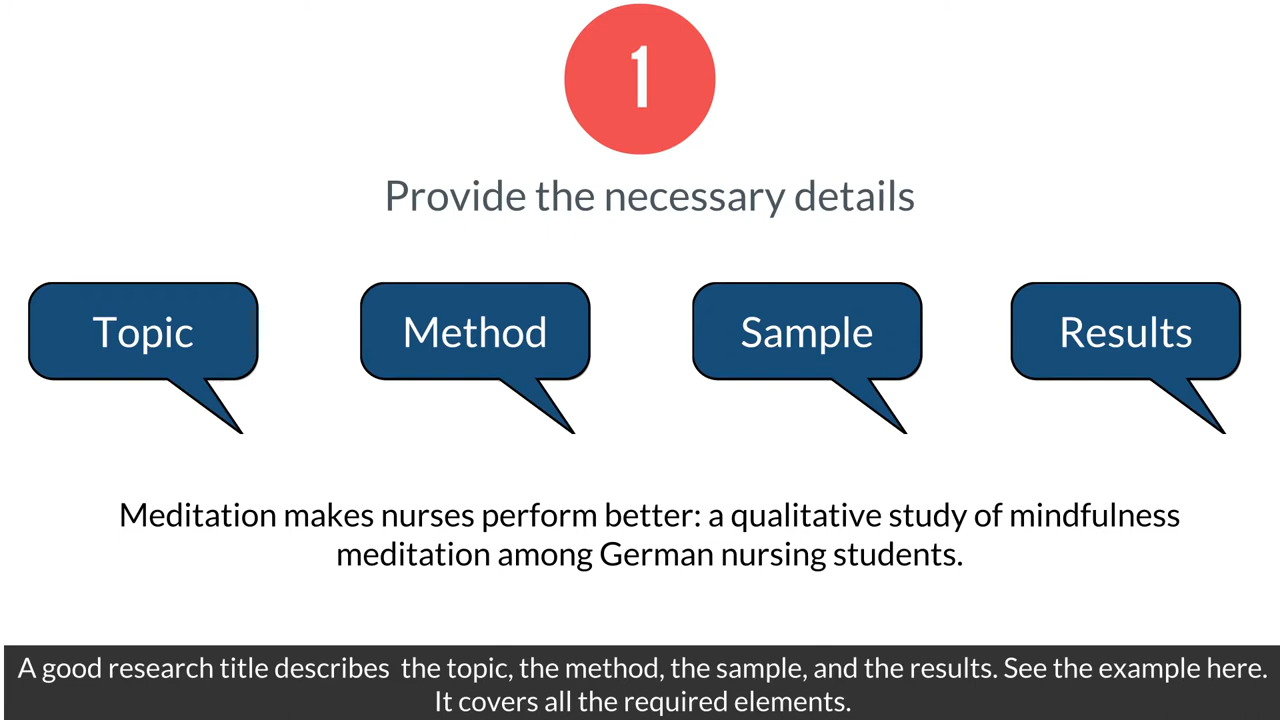 1
Provide the necessary details
Topic
Method
Sample
Results
Meditation makes nurses perform better: a qualitative study of mindfulness
meditation among German nursing students.
A good research title describes  the topic, the method, the sample, and the results. See the example here.
It covers all the required elements.